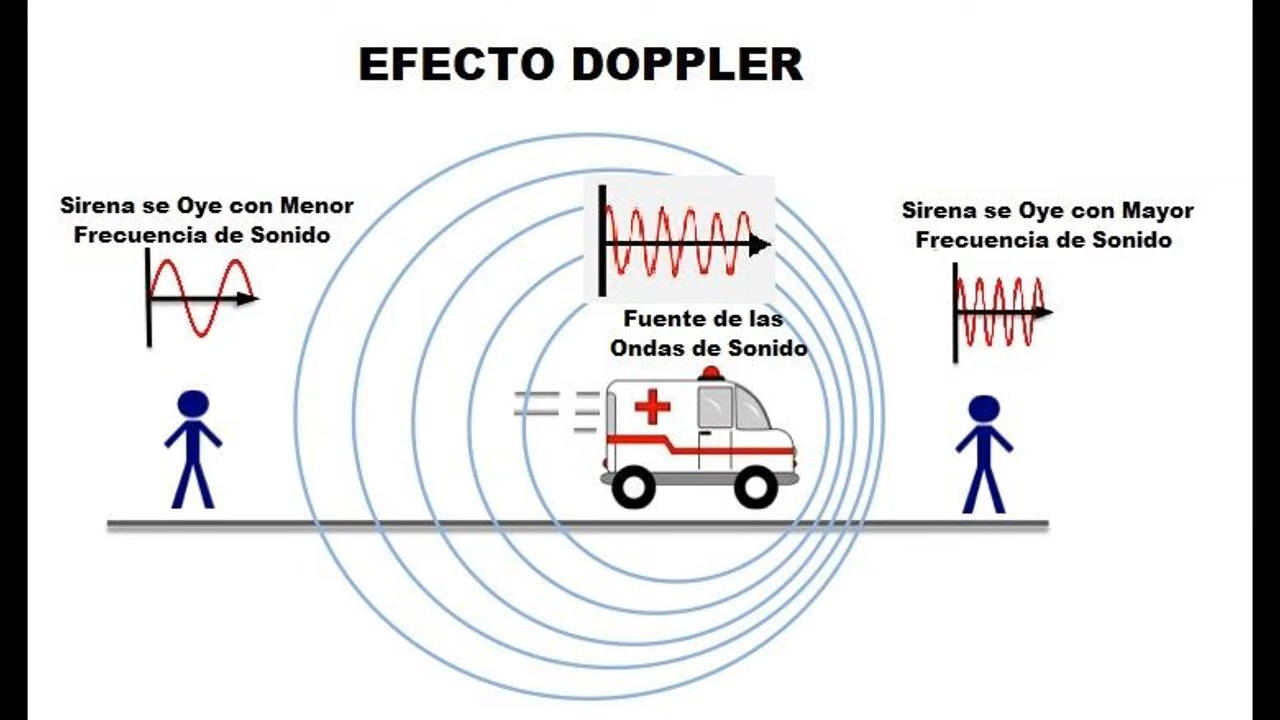 EFECTO DOPPLER
Sirena se Oye con Menor
Frecuencia de Sonido
Sirena se Oye con Mayor
Frecuencia de Sonido
Fuente de las
Ondas de Sonido